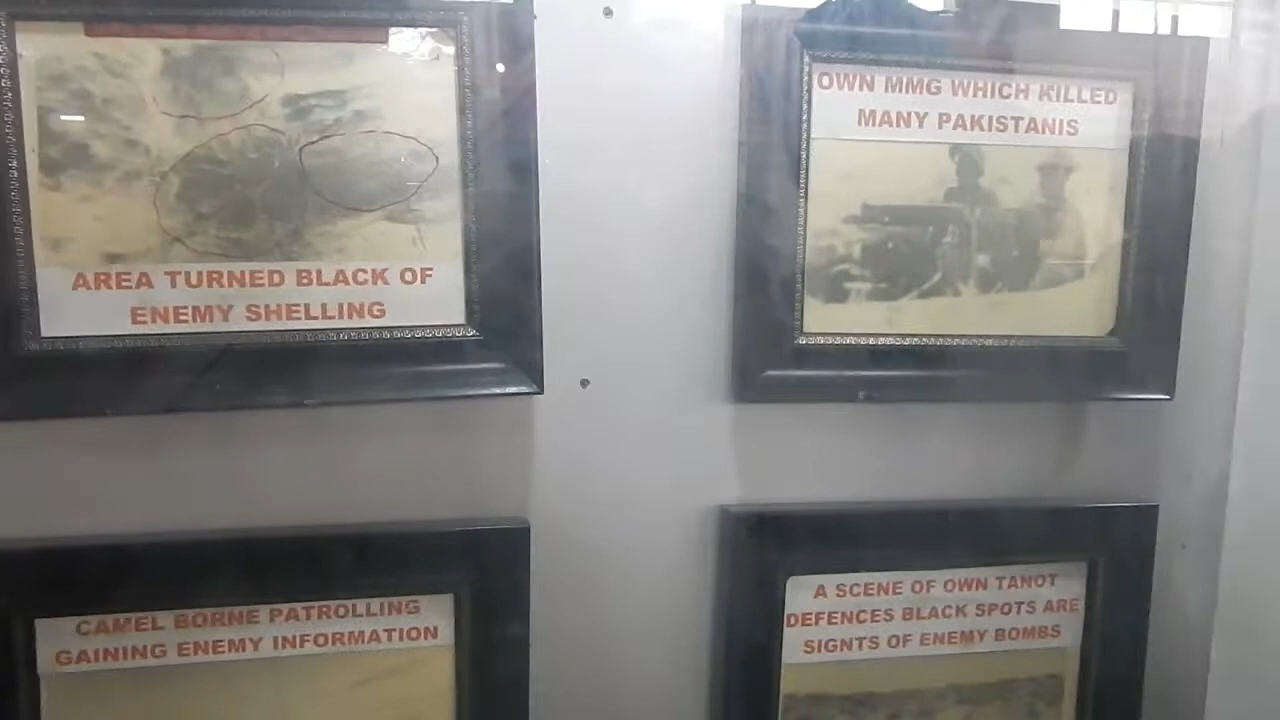 AREA TURNED BLACK OF
ENEMY SHELLING
OWN MMG WHICH KILLED
MANY PAKISTANIS
CAMEL BORNE PATROLLING
GAINING ENEMY INFORMATION
A SCENE OF OWN TANOT
DEFENCES BLACK SPOTS ARE
SIGNTS OF ENEMY BOMBS